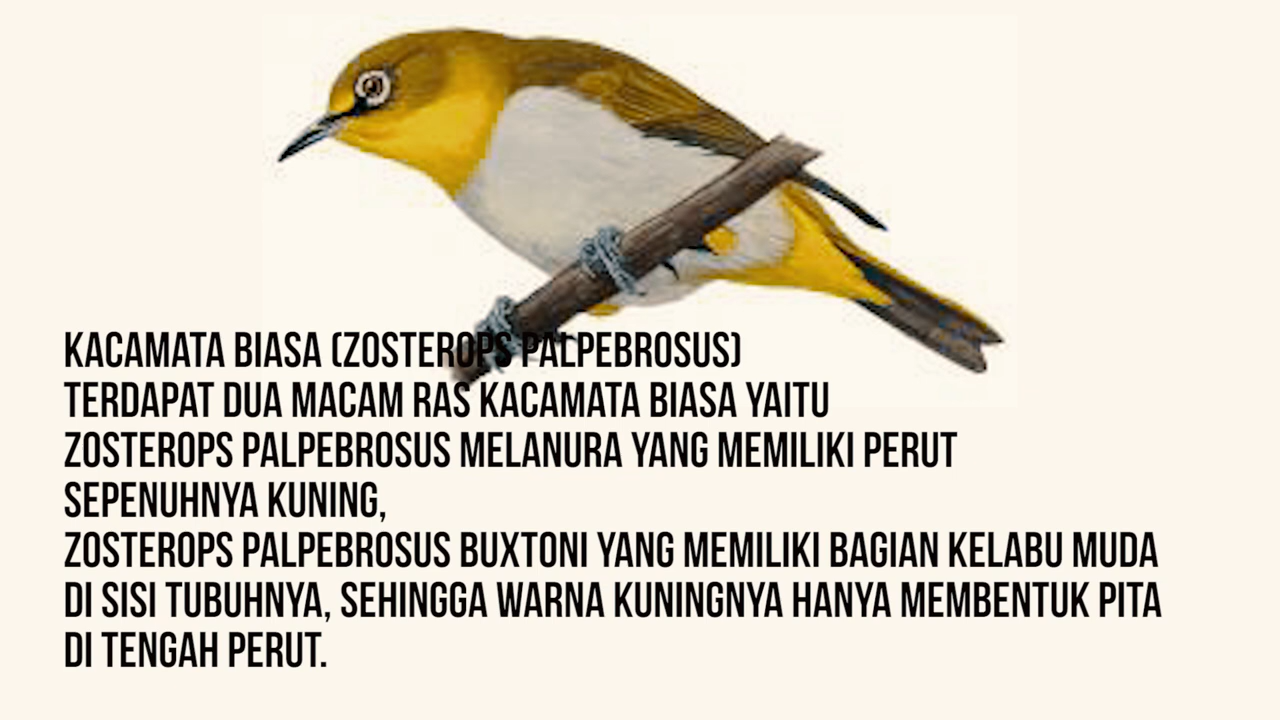 KACAMATA BIASA (ZOSTEROPS PALPEBROSUS)
TERDAPAT DUA MACAM RAS KACAMATA BIASA YAITU
ZOSTEROPS PALPEBROSUS MELANURA YANG MEMILIKI PERUT
SEPENUHNYA KUNING,
ZOSTEROPS PALPEBROSUS BUXTONI YANG MEMILIKI BAGIAN KELABU MUDA
DI SISI TUBUHNYA, SEHINGGA WARNA KUNINGNYA HANYA MEMBENTUK PITA
DI TENGAH PERUT.